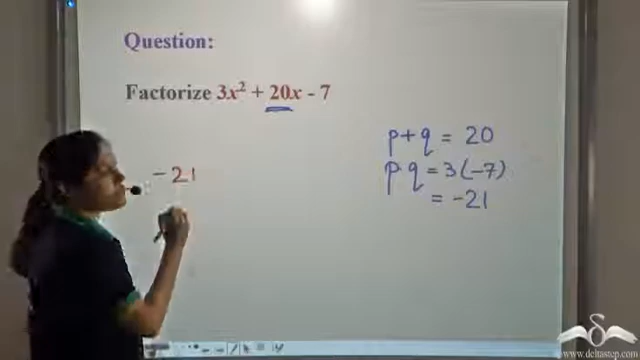 Question:
Factorize 3x² + 20x - 7
p+q = 20
pq = 3(-7)
= -21
-21
www.deltastep.com